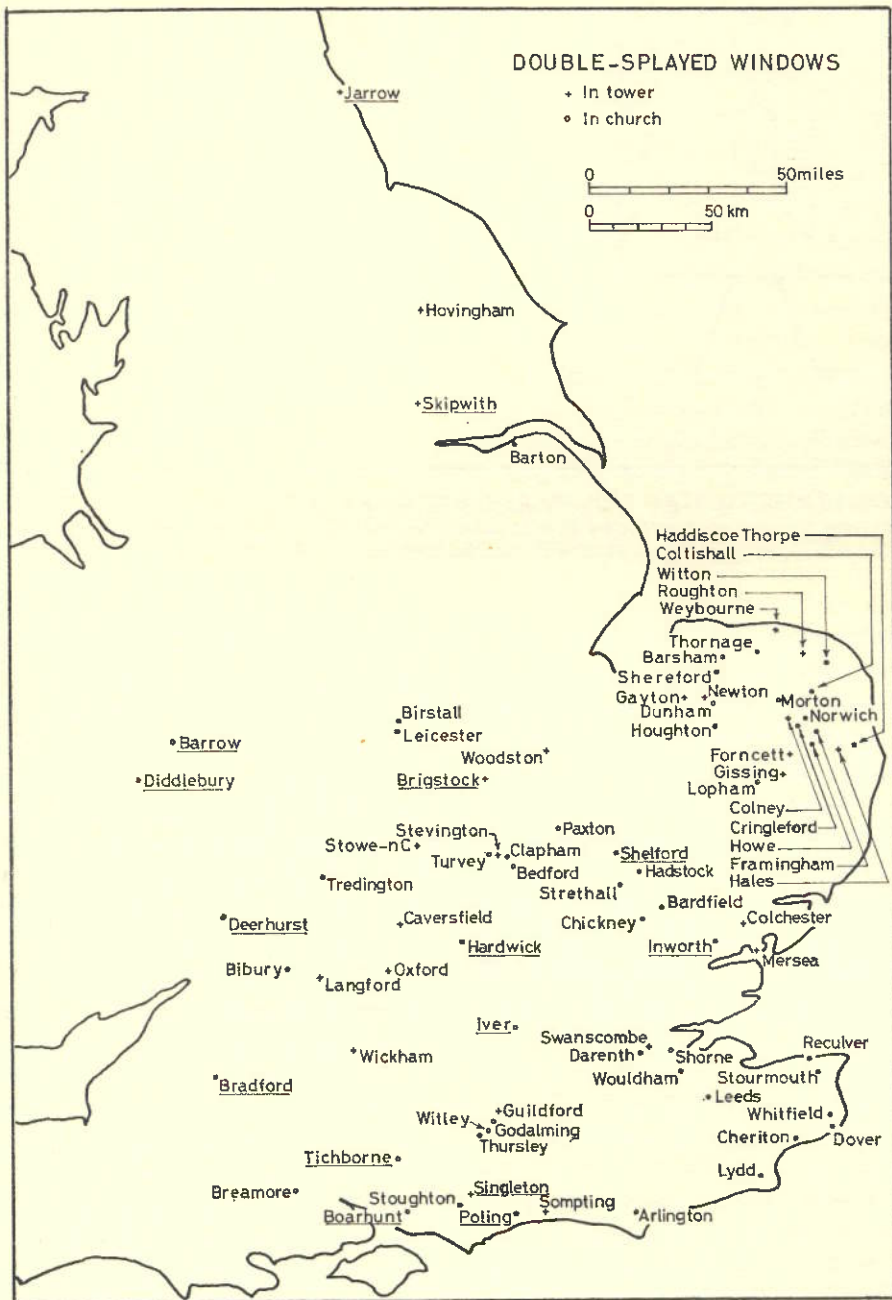 DOUBLE-SPLAYED WINDOWS
+ In tower
o In church
0 50 miles
0 50 km
Jarrow
Hovingham
Skipwith
Barton
Haddiscoe Thorpe
Coltishall
Witton
Roughton
Weybourne
Thornage
Barsham
Shereford
Gayton
Newton
Morton
Dunham
Norwich
Houghton
Birstall
Leicester
Barrow
Woodston
Forncett
Diddlebury
Brigstock
Gissing
Lopham
Colney
Cringleford
Howe
Framingham
Hales
Paxton
Stevington
Stowe-nC
Turvey
Clapham
Shelford
Bedford
Hadstock
Tredington
Strethall
Bardfield
Deerhurst
Caversfield
Chickney
Colchester
Hardwick
Inworth
Mersea
Bibury
Oxford
Langford
Iver
Swanscombe
Wickham
Darenth
Shorne
Reculver
Bradford
Wouldham
Stourmouth
Leeds
Witley
Guildford
Whitfield
Godalming
Dover
Thursley
Cheriton
Tichborne
Lydd
Breamore
Singleton
Stoughton
Sompting
Boarhunt
Poling
Arlington